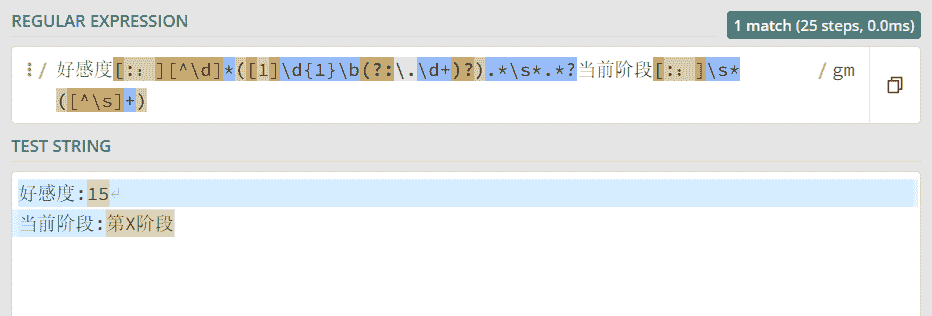 REGULAR EXPRESSION
1 match (25 steps, 0.0ms)
/ 好感度[:：][^\d]*([1]\d{1}\b(?:\.\d+)?).*\s*.*?当前阶段[:：]\s* / gm
([^\s]+)
TEST STRING
好感度:15
当前阶段:第X阶段